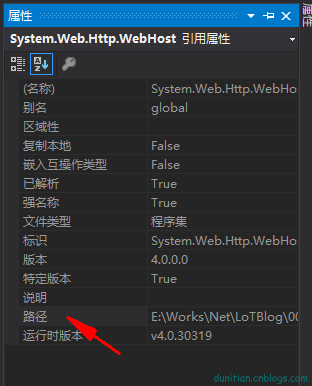 属性
属性
System.Web.Http.WebHost 引用属性
(名称) System.Web.Http.WebHo
别名 global
区域性
复制本地 False
嵌入互操作类型 False
已解析 True
强名称 True
文件类型 程序集
标识 System.Web.Http.WebHo
版本 4.0.0.0
特定版本 True
说明
路径 E:\Works\Net\LoTBlog\00
运行时版本 v4.0.30319
dunitian.cnblogs.com